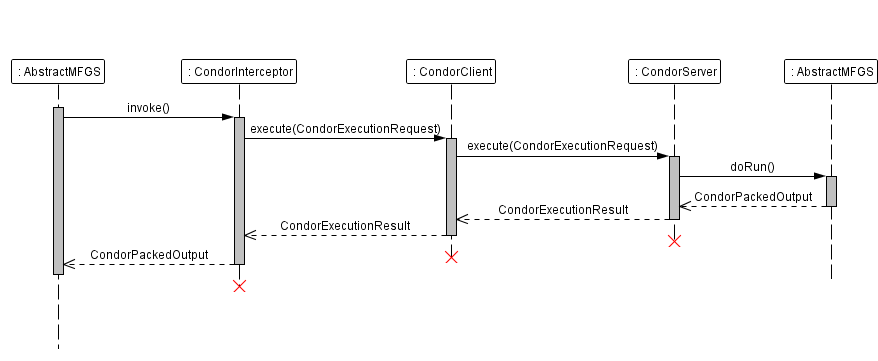 : AbstractMFGS
: CondorInterceptor
: CondorClient
: CondorServer
: AbstractMFGS
invoke()
execute(CondorExecutionRequest)
execute(CondorExecutionRequest)
doRun()
CondorPackedOutput
CondorExecutionResult
CondorExecutionResult
CondorPackedOutput